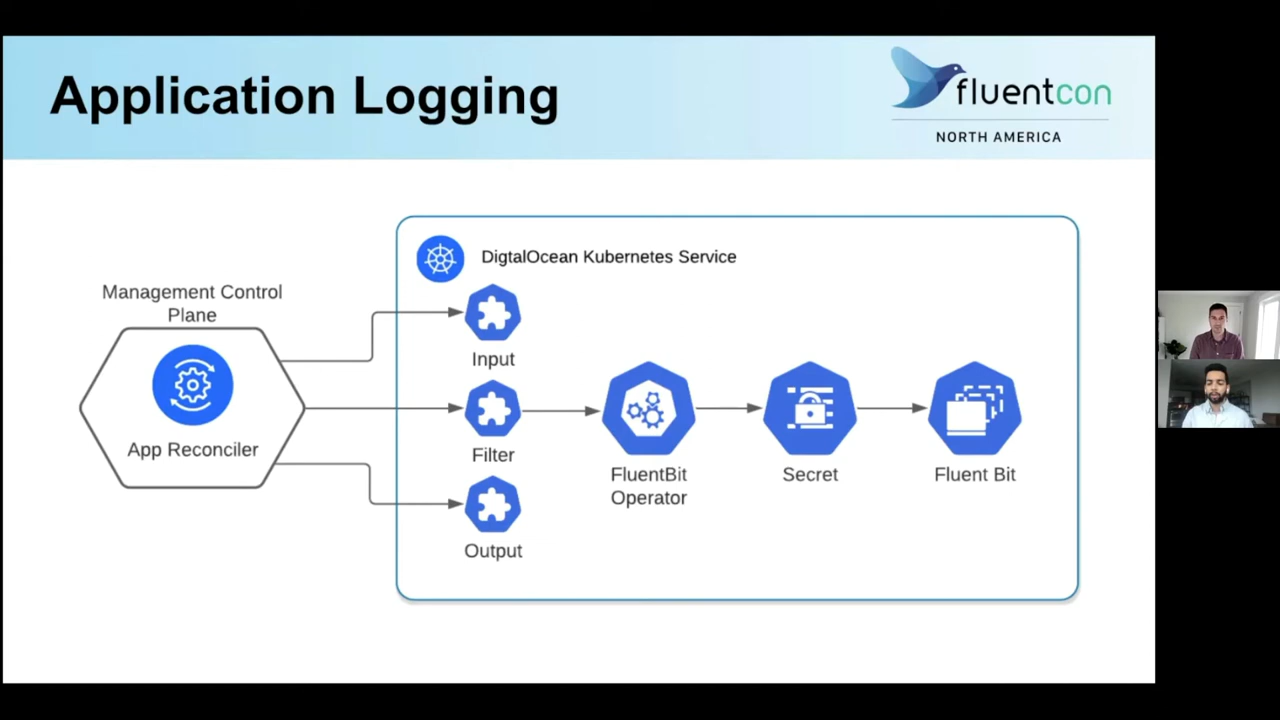 Application Logging
fluentcon
NORTH AMERICA
DigtalOcean Kubernetes Service
Management Control
Plane
App Reconciler
Input
Filter
Output
FluentBit
Operator
Secret
Fluent Bit